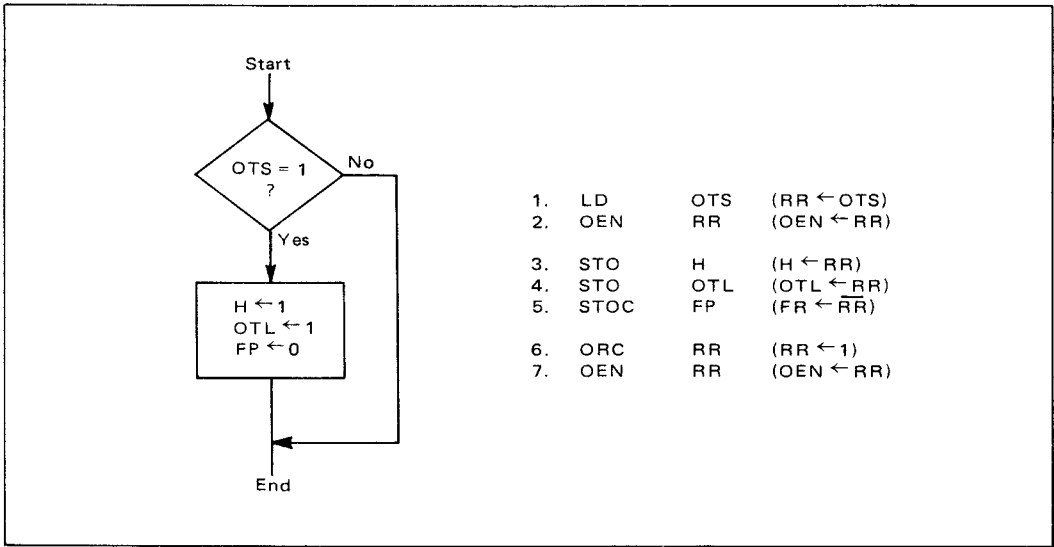 Start
OTS = 1
?
No
Yes
H ← 1
OTL ← 1
FP ← 0
End
1. LD OTS (RR ← OTS)
2. OEN RR (OEN ← RR)
3. STO H (H ← RR)
4. STO OTL (OTL ← RR)
5. STOC FP (FR ← R̅R̅)
6. ORC RR (RR ← 1)
7. OEN RR (OEN ← RR)